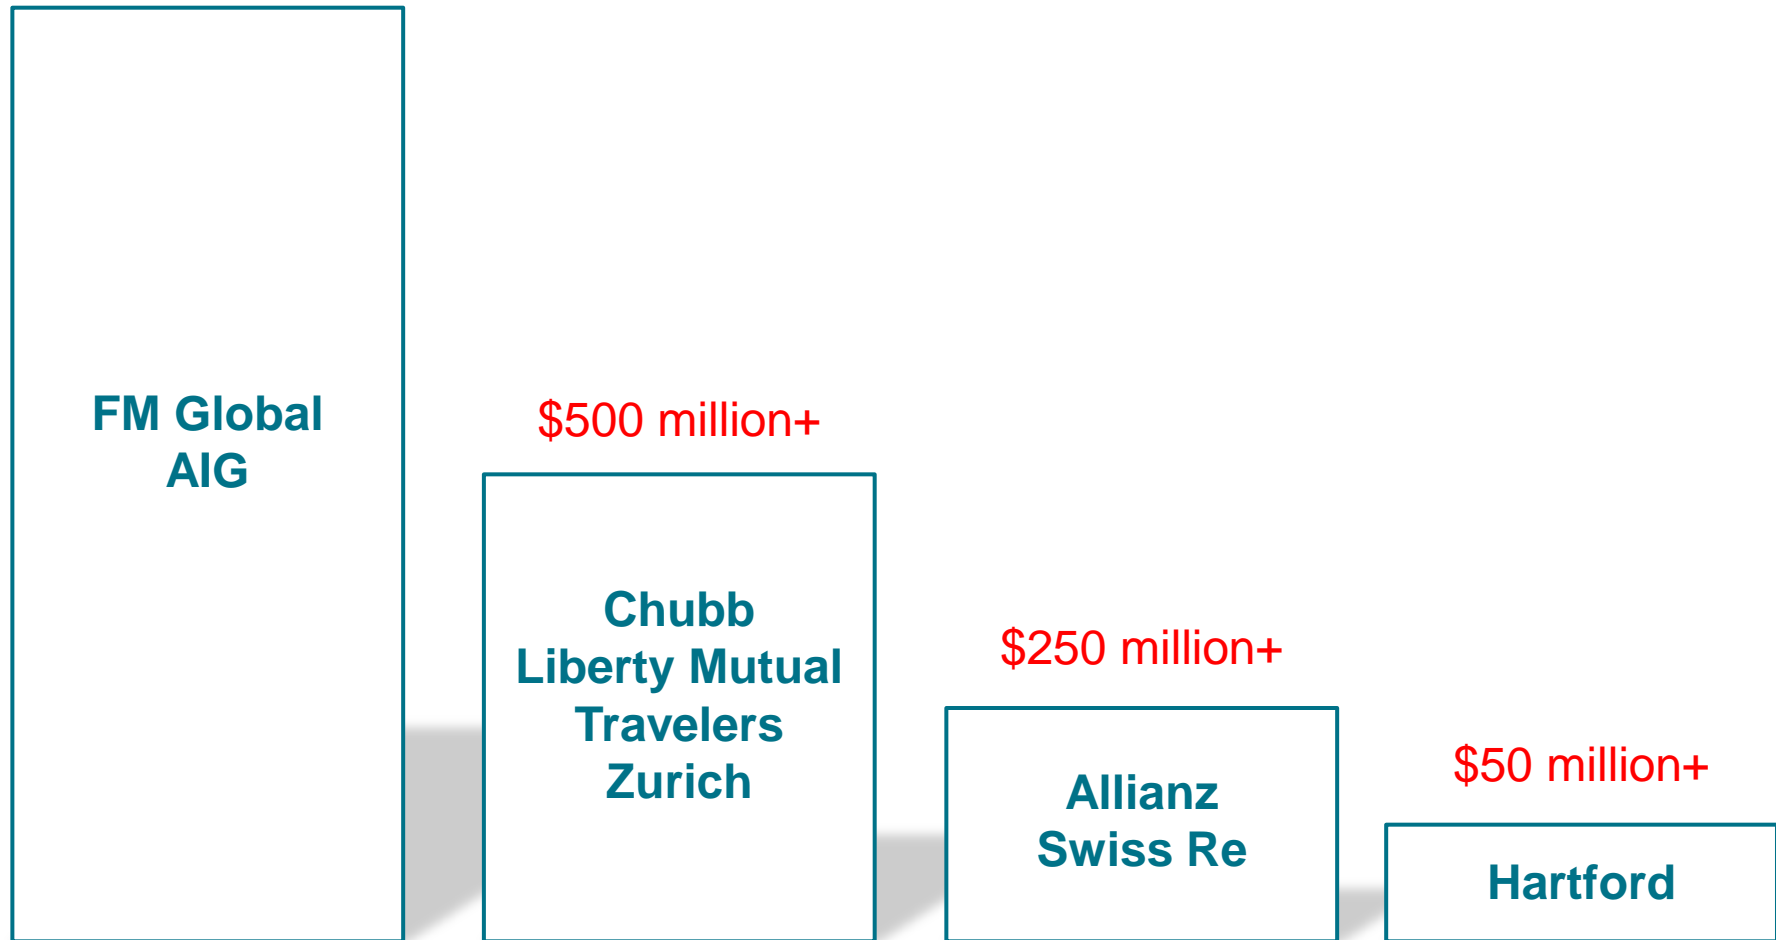 FM Global
AIG
$500 million+
Chubb
Liberty Mutual
Travelers
Zurich
$250 million+
Allianz
Swiss Re
$50 million+
Hartford